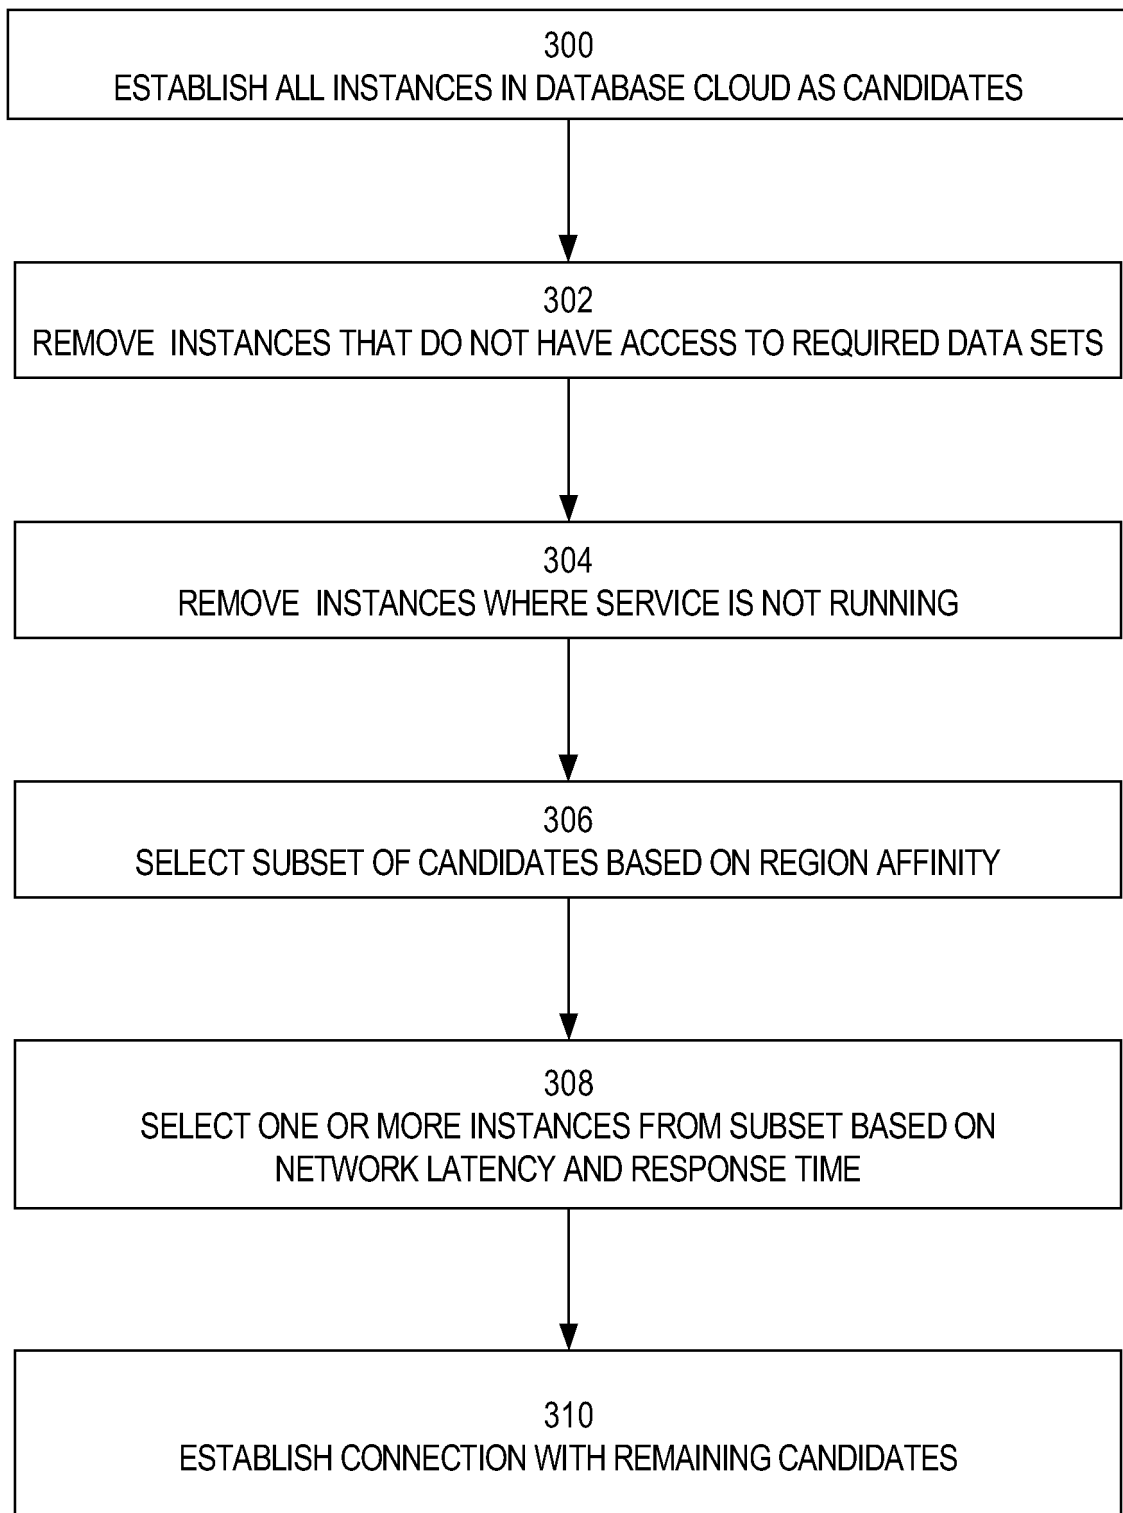 300
ESTABLISH ALL INSTANCES IN DATABASE CLOUD AS CANDIDATES
302
REMOVE INSTANCES THAT DO NOT HAVE ACCESS TO REQUIRED DATA SETS
304
REMOVE INSTANCES WHERE SERVICE IS NOT RUNNING
306
SELECT SUBSET OF CANDIDATES BASED ON REGION AFFINITY
308
SELECT ONE OR MORE INSTANCES FROM SUBSET BASED ON
NETWORK LATENCY AND RESPONSE TIME
310
ESTABLISH CONNECTION WITH REMAINING CANDIDATES